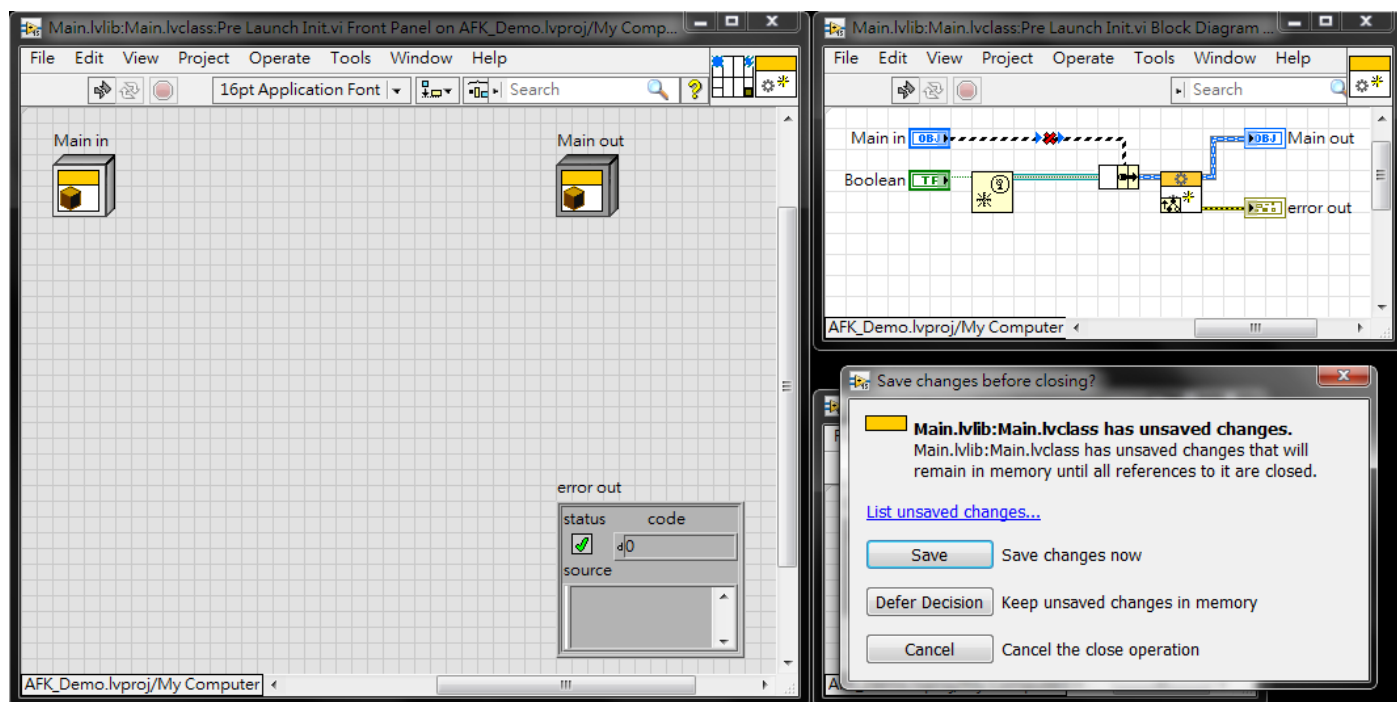 Main.lvlib:Main.lvclass:Pre Launch Init.vi Front Panel on AFK_Demo.lvproj/My Comp...
File Edit View Project Operate Tools Window Help
16pt Application Font
Search
Main in
Main out
error out
status code
d 0
source
AFK_Demo.lvproj/My Computer
Main.lvlib:Main.lvclass:Pre Launch Init.vi Block Diagram ...
File Edit View Project Operate Tools Window Help
Search
Main in OBJ
OBJ Main out
Boolean TF
error out
AFK_Demo.lvproj/My Computer
Save changes before closing?
Main.lvlib:Main.lvclass has unsaved changes.
Main.lvlib:Main.lvclass has unsaved changes that will
remain in memory until all references to it are closed.
List unsaved changes...
Save Save changes now
Defer Decision Keep unsaved changes in memory
Cancel Cancel the close operation